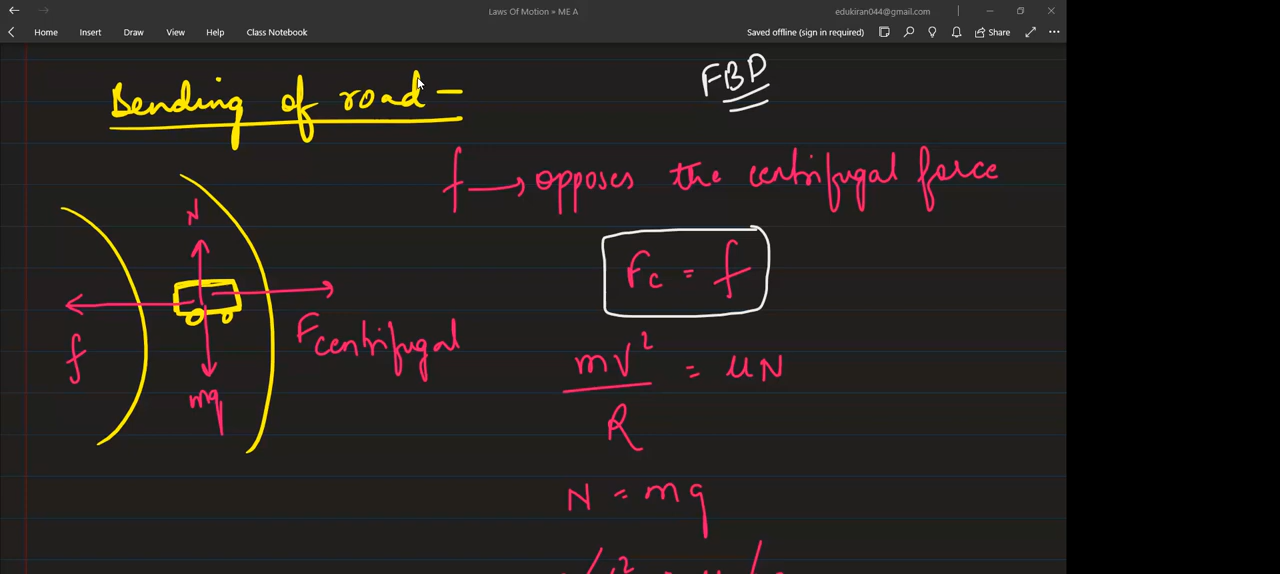 Laws Of Motion » ME A
edukiran044@gmail.com
Home Insert Draw View Help Class Notebook
Saved offline (sign in required)
Share
Bending of road -
FBD
f → opposes the centrifugal force
N
Fc = f
f
Fcentrifugal
mg
mv² = μN
R
N = mg